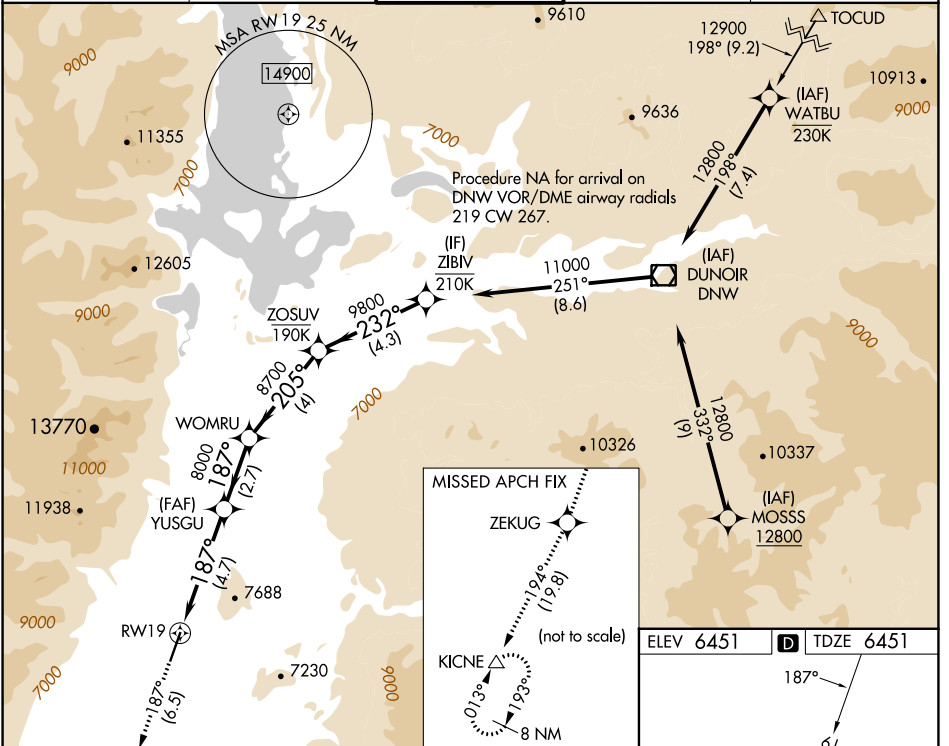 9610
12900
198° (9.2)
TOCUD
MSA RW19 25 NM
14900
9000
10913
9000
(IAF)
WATBU
230K
11355
9636
7000
7000
12800
198°
(7.4)
Procedure NA for arrival on
DNW VOR/DME airway radials
219 CW 267.
12605
(IF)
ZIBIV
210K
11000
251°
(8.6)
(IAF)
DUNOIR
DNW
9000
ZOSUV
190K
9800
232°
(4.3)
9000
8700
205°
(4)
7000
12800
332°
(9)
13770
11000
WOMRU
8000
187°
(2.7)
10326
10337
11938
(FAF)
YUSGU
MISSED APCH FIX
ZEKUG
(IAF)
MOSSS
12800
187°
(4.7)
7688
194°
(19.8)
9000
RW19
(not to scale)
ELEV 6451
D
TDZE 6451
7000
7230
9000
KICNE
187°
187°
(6.5)
013°
193°
8 NM